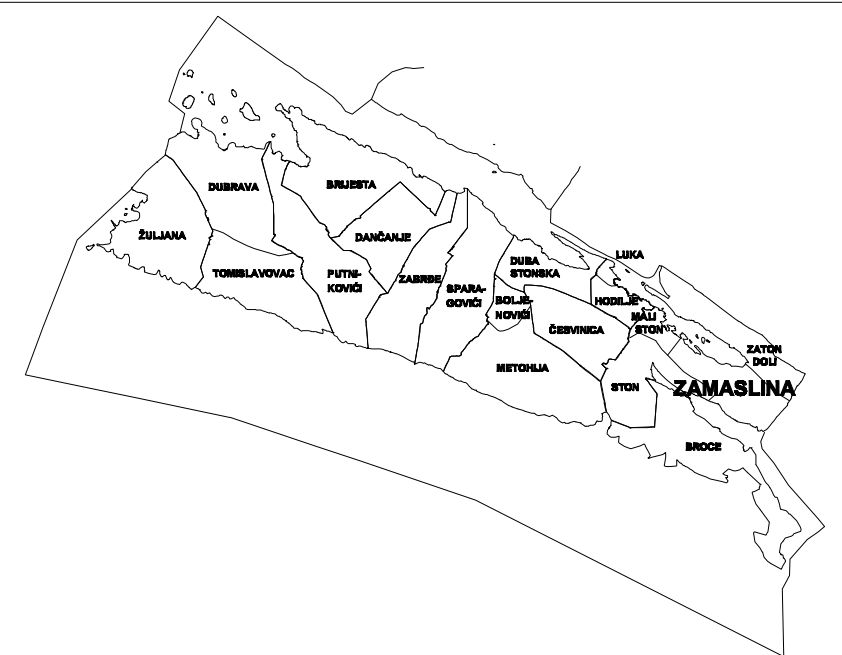 DUBRAVA
BRIJESTA
ŽULJANA
DANČANJE
TOMISLAVOVAC
PUTNI-
KOVIĆI
ZABRĐE
SPARA-
GOVIĆI
DUBA
STONSKA
LUKA
BOLJE-
NOVIĆI
HODILJE
MALI
STON
ČESVINICA
ZATON
DOLI
METOHIJA
STON
ZAMASLINA
BROCE